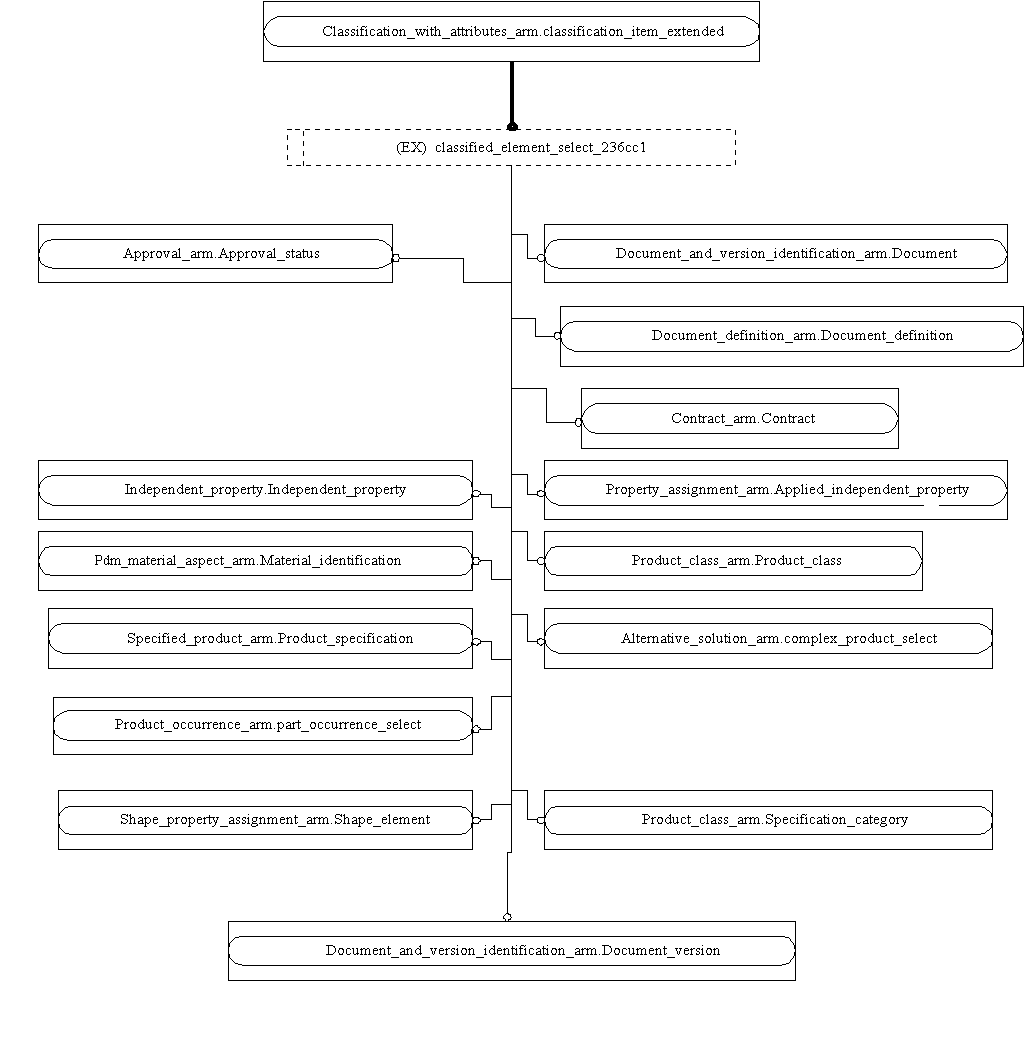 Classification_with_attributes_arm.classification_item_extended
(EX) classified_element_select_236cc1
Approval_arm.Approval_status
Document_and_version_identification_arm.Document
Document_definition_arm.Document_definition
Contract_arm.Contract
Independent_property.Independent_property
Property_assignment_arm.Applied_independent_property
Pdm_material_aspect_arm.Material_identification
Product_class_arm.Product_class
Specified_product_arm.Product_specification
Alternative_solution_arm.complex_product_select
Product_occurrence_arm.part_occurrence_select
Shape_property_assignment_arm.Shape_element
Product_class_arm.Specification_category
Document_and_version_identification_arm.Document_version